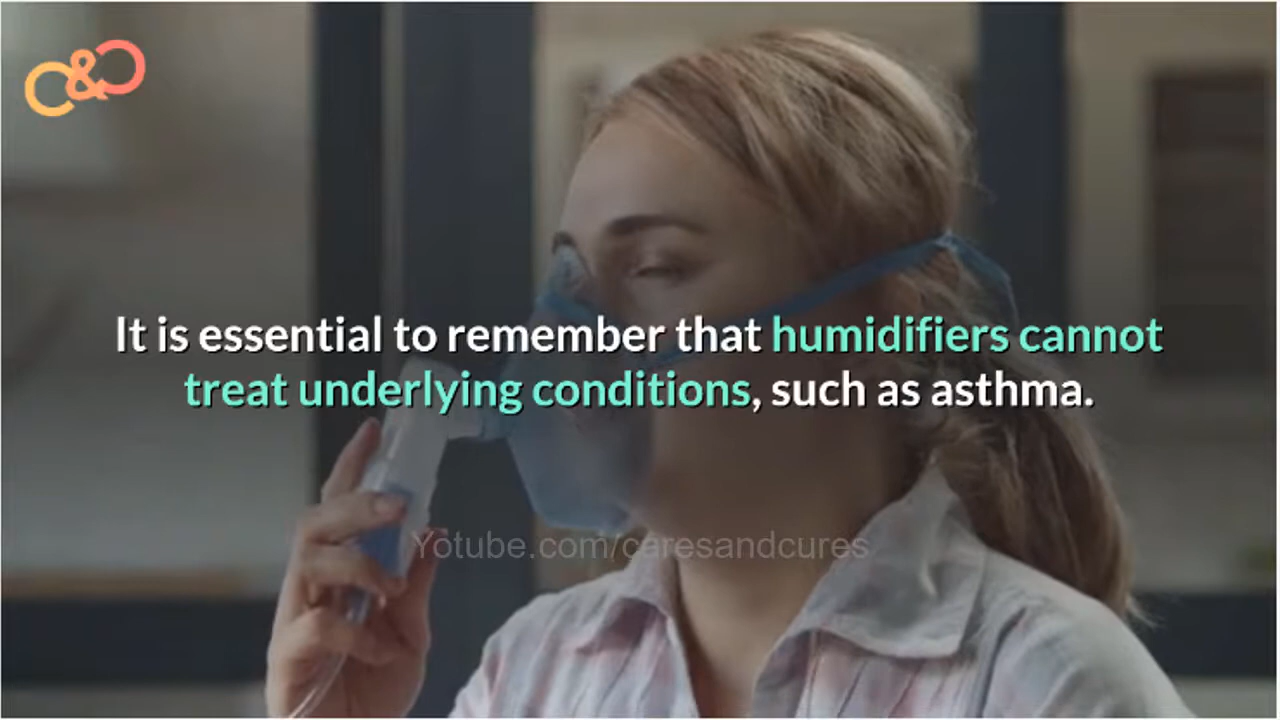 C&C
It is essential to remember that humidifiers cannot
treat underlying conditions, such as asthma.
Yotube.com/caresandcures